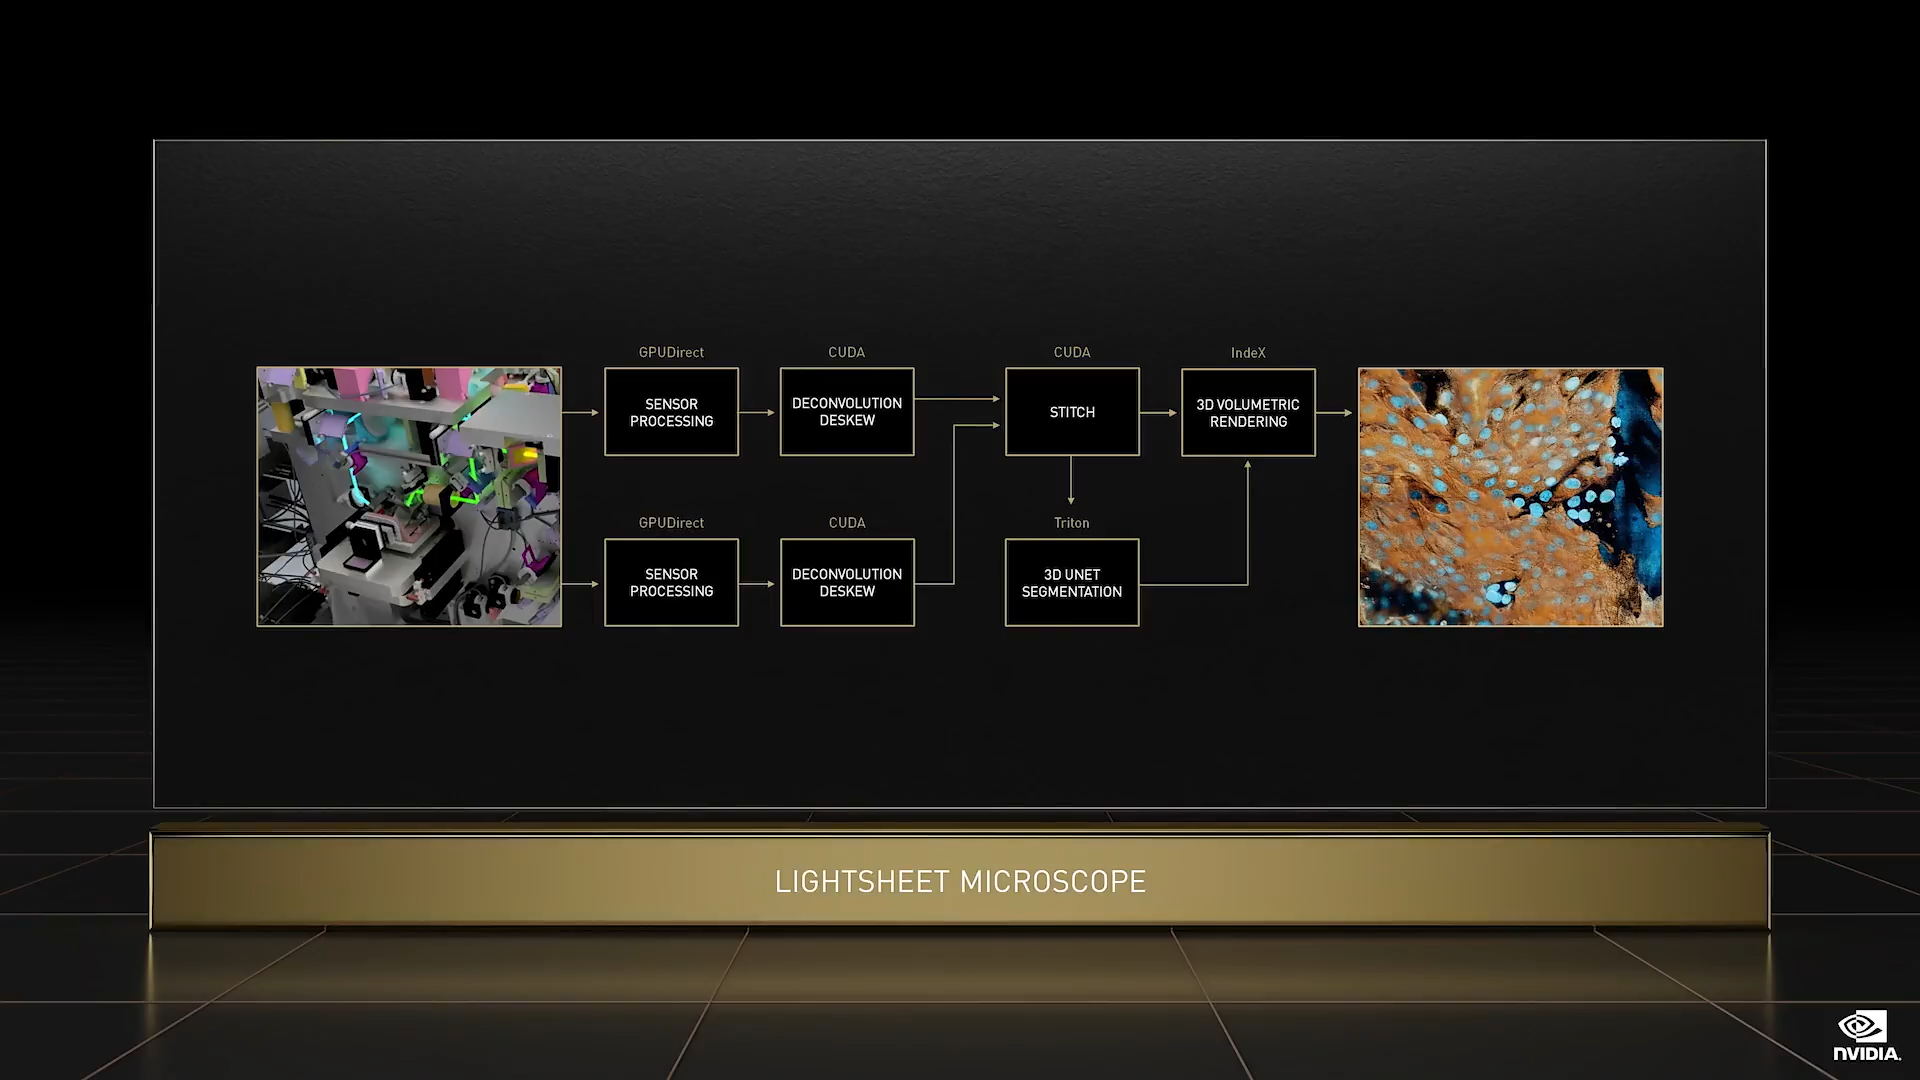 GPUDirect
SENSOR
PROCESSING
CUDA
DECONVOLUTION
DESKEW
CUDA
STITCH
IndeX
3D VOLUMETRIC
RENDERING
GPUDirect
SENSOR
PROCESSING
CUDA
DECONVOLUTION
DESKEW
Triton
3D UNET
SEGMENTATION
LIGHTSHEET MICROSCOPE
NVIDIA.